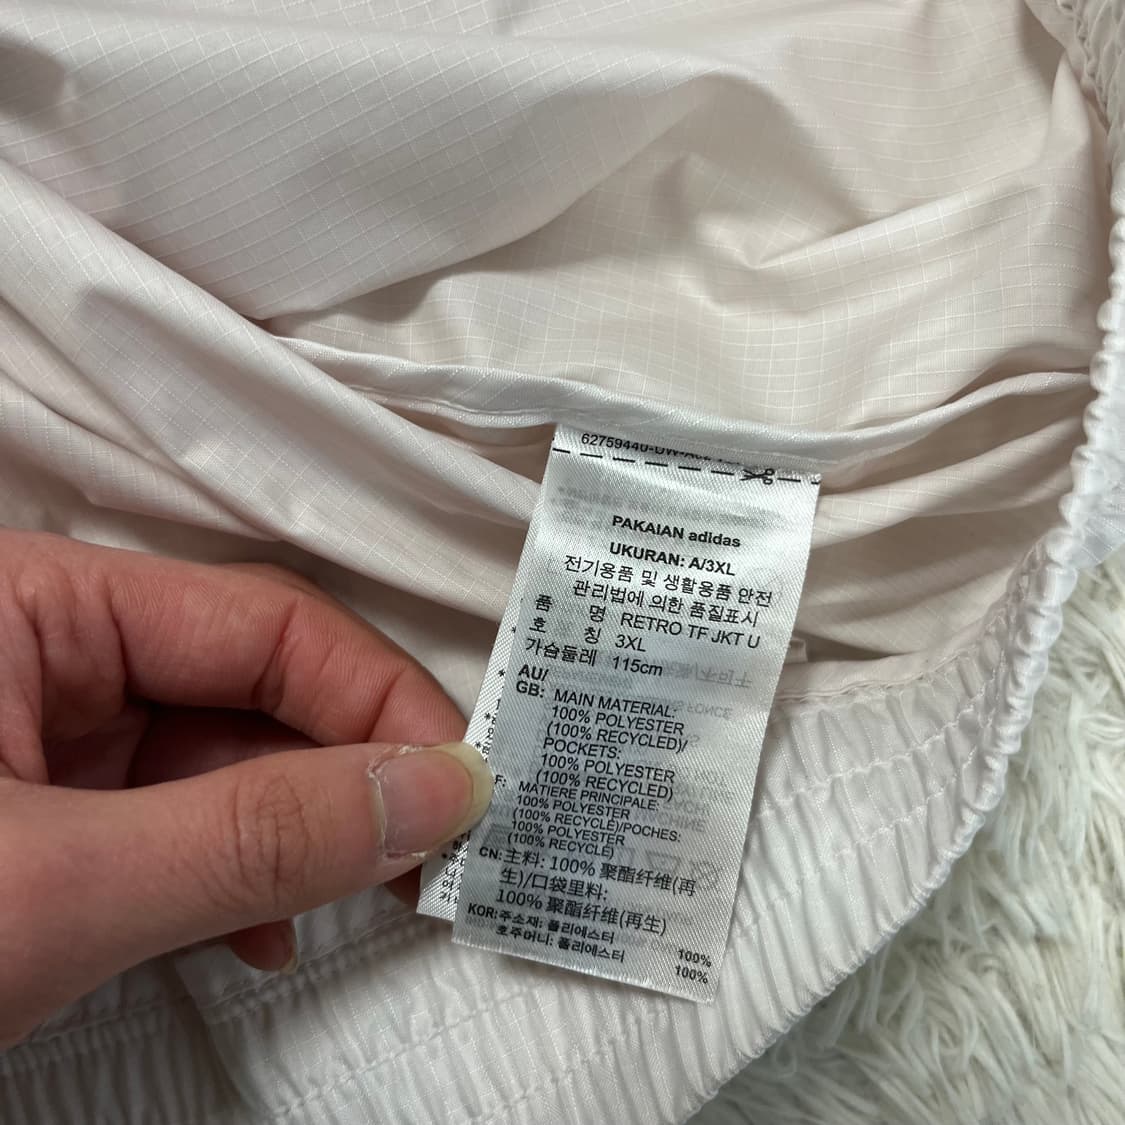 62759440-DW-
PAKAIAN adidas
UKURAN: A/3XL
전기용품 및 생활용품 안전
관리법에 의한 품질표시
품 명 RETRO TF JKT U
호 칭 3XL
가슴둘레 115cm
AU/
GB: MAIN MATERIAL:
100% POLYESTER
(100% RECYCLED)/
POCKETS:
100% POLYESTER
(100% RECYCLED)
F: MATIERE PRINCIPALE:
100% POLYESTER
(100% RECYCLÉ)/POCHES:
100% POLYESTER
(100% RECYCLÉ)
CN: 主料: 100% 聚酯纤维(再
生)/口袋里料:
100% 聚酯纤维(再生)
KOR: 주소재: 폴리에스터 100%
호주머니: 폴리에스터 100%